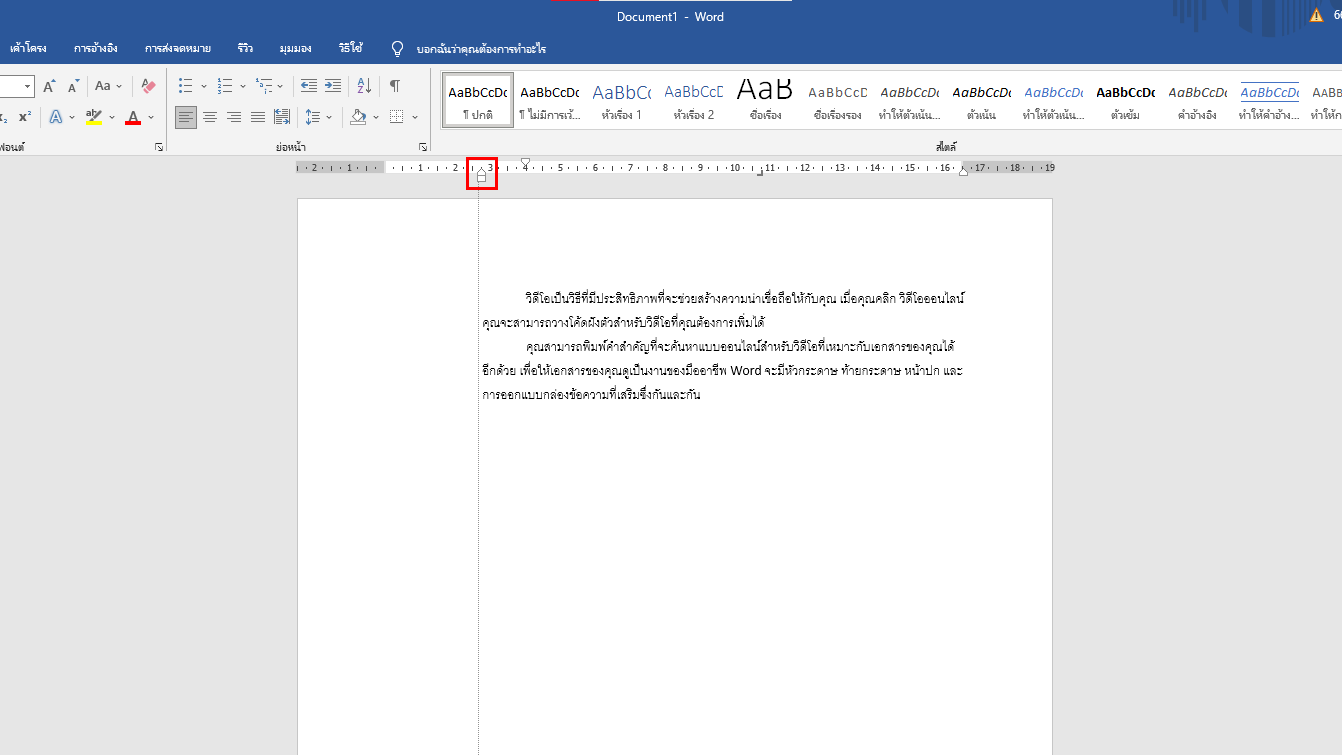 Document1 - Word
เค้าโครง การอ้างอิง การส่งจดหมาย รีวิว มุมมอง วิธีใช้ บอกฉันว่าคุณต้องการทำอะไร
Aa AaBbCcDc AaBbCcDc AaBbC AaBbCcD AaB AaBbCcD AaBbCcDc AaBbCcDc AaBbCcDc AaBbCcDc AaBbCcDc AaBbCcDc
¶ ปกติ ¶ ไม่มีการเว้... หัวเรื่อง 1 หัวเรื่อง 2 ชื่อเรื่อง ชื่อเรื่องรอง ทำให้ตัวเน้น... ตัวเน้น ทำให้ตัวเน้น... ตัวเข้ม คำอ้างอิง ทำให้คำอ้าง...
ย่อหน้า สไตล์
2 1 1 2 3 4 5 6 7 8 9 10 11 12 13 14 15 16 17 18 19
วิดีโอเป็นวิธีที่มีประสิทธิภาพที่จะช่วยสร้างความน่าเชื่อถือให้กับคุณ เมื่อคุณคลิก วิดีโอออนไลน์
คุณจะสามารถวางโค้ดฝังตัวสำหรับวิดีโอที่คุณต้องการเพิ่มได้
คุณสามารถพิมพ์คำสำคัญที่จะค้นหาแบบออนไลน์สำหรับวิดีโอที่เหมาะกับเอกสารของคุณได้
อีกด้วย เพื่อให้เอกสารของคุณดูเป็นงานของมืออาชีพ Word จะมีหัวกระดาษ ท้ายกระดาษ หน้าปก และ
การออกแบบกล่องข้อความที่เสริมซึ่งกันและกัน